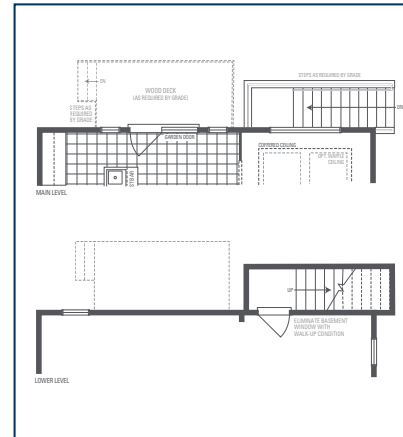 STEPS AS REQUIRED BY GRADE
DN
WOOD DECK
(AS REQUIRED BY GRADE)
STEPS AS
REQUIRED
BY GRADE
DN
GARDEN DOOR
COFFERED CEILING
OPT. WAFFLE
CEILING
MAIN LEVEL
UP
ELIMINATE BASEMENT
WINDOW WITH
WALK-UP CONDITION
LOWER LEVEL